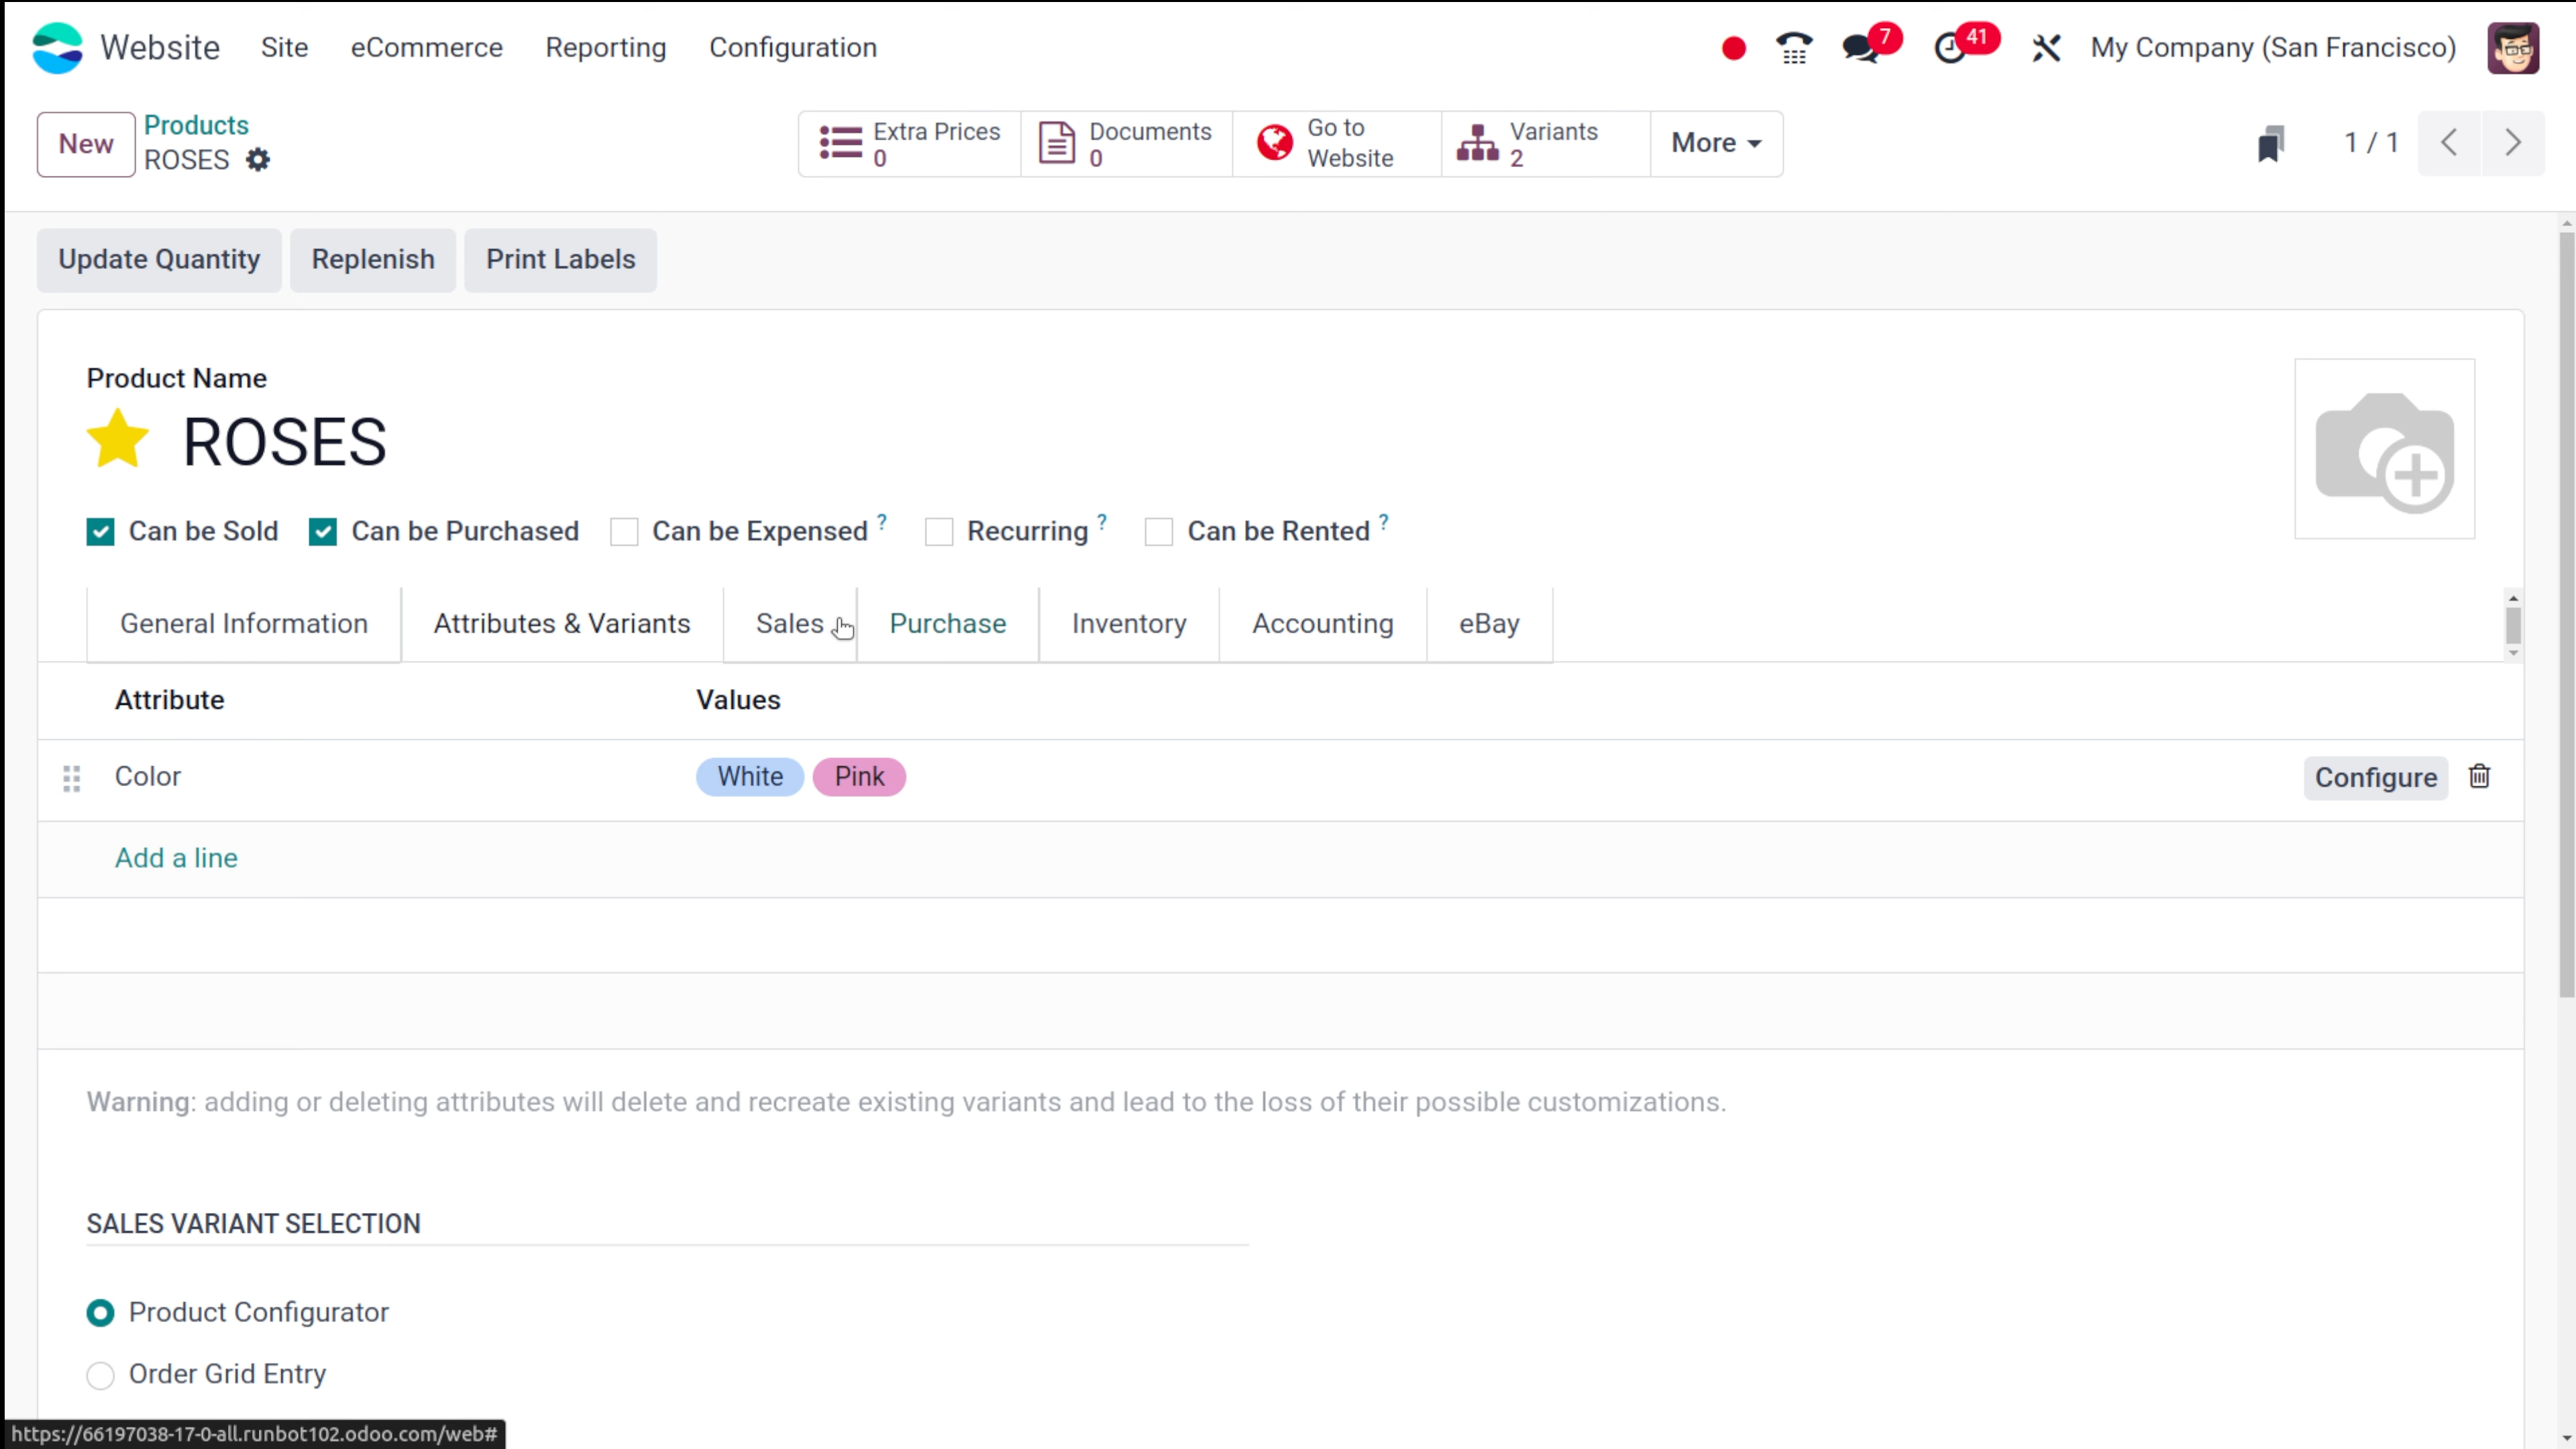 Website Site eCommerce Reporting Configuration 7 41 My Company (San Francisco)
New Products Extra Prices 0 Documents 0 Go to Website Variants 2 More 1 / 1
ROSES
Update Quantity Replenish Print Labels
Product Name
ROSES
Can be Sold Can be Purchased Can be Expensed ? Recurring ? Can be Rented ?
General Information Attributes & Variants Sales Purchase Inventory Accounting eBay
Attribute Values
Color White Pink Configure
Add a line
Warning: adding or deleting attributes will delete and recreate existing variants and lead to the loss of their possible customizations.
SALES VARIANT SELECTION
Product Configurator
Order Grid Entry
https://66197038-17-0-all.runbot102.odoo.com/web#